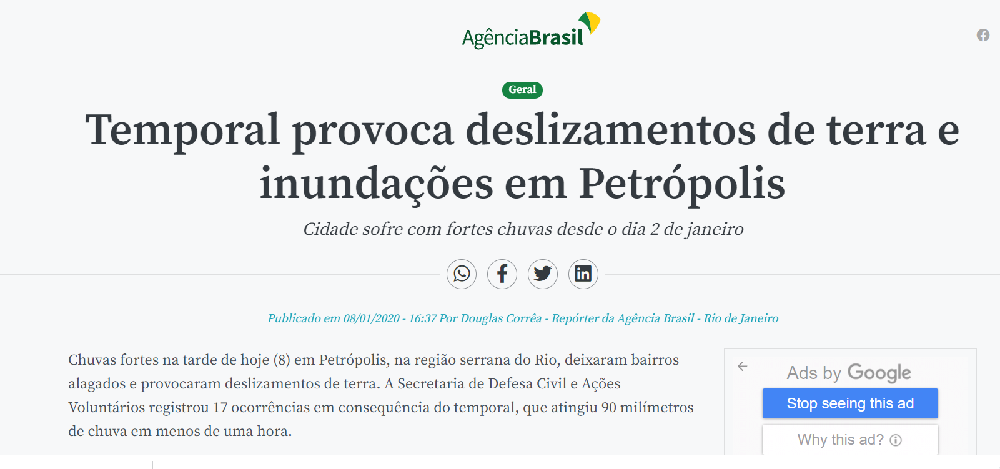 AgênciaBrasil
Geral
Temporal provoca deslizamentos de terra e
inundações em Petrópolis
Cidade sofre com fortes chuvas desde o dia 2 de janeiro
Publicado em 08/01/2020 - 16:37 Por Douglas Corrêa - Repórter da Agência Brasil - Rio de Janeiro
Chuvas fortes na tarde de hoje (8) em Petrópolis, na região serrana do Rio, deixaram bairros
alagados e provocaram deslizamentos de terra. A Secretaria de Defesa Civil e Ações
Voluntários registrou 17 ocorrências em consequência do temporal, que atingiu 90 milímetros
de chuva em menos de uma hora.
Ads by Google
Stop seeing this ad
Why this ad?